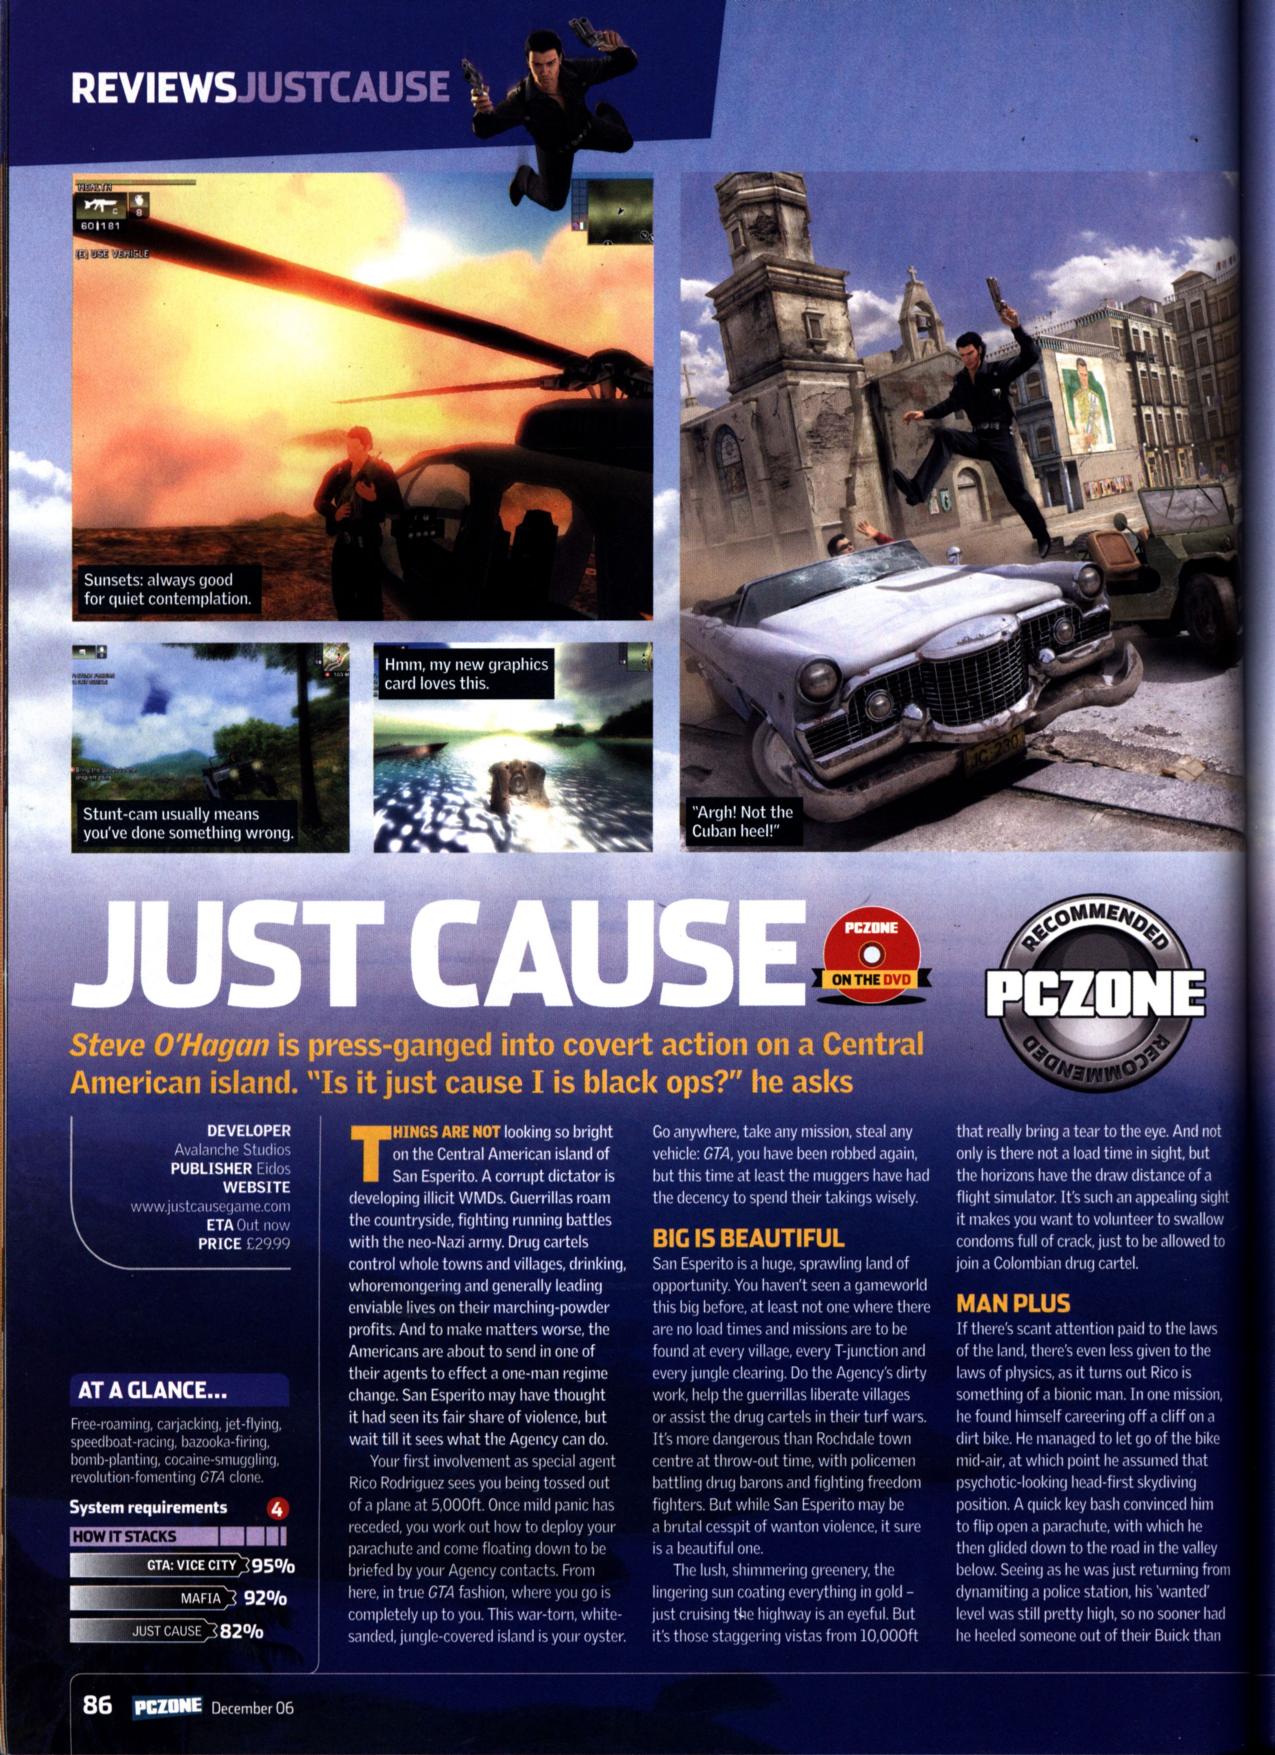 REVIEWSJUSTCAUSE
HEALTH
60|181
8
[E] USE VEHICLE
Sunsets: always good
for quiet contemplation.
Stunt-cam usually means
you've done something wrong.
Hmm, my new graphics
card loves this.
JC-230
"Argh! Not the
Cuban heel!"
JUST CAUSE
PCZONE
ON THE DVD
RECOMMENDED
PCZONE
RECOMMENDED
Steve O'Hagan is press-ganged into covert action on a Central
American island. "Is it just cause I is black ops?" he asks
DEVELOPER
Avalanche Studios
PUBLISHER Eidos
WEBSITE
www.justcausegame.com
ETA Out now
PRICE £29.99
AT A GLANCE...
Free-roaming, carjacking, jet-flying,
speedboat-racing, bazooka-firing,
bomb-planting, cocaine-smuggling,
revolution-fomenting GTA clone.
System requirements 4
HOW IT STACKS
GTA: VICE CITY 95%
MAFIA 92%
JUST CAUSE 82%
THINGS ARE NOT looking so bright
on the Central American island of
San Esperito. A corrupt dictator is
developing illicit WMDs. Guerrillas roam
the countryside, fighting running battles
with the neo-Nazi army. Drug cartels
control whole towns and villages, drinking,
whoremongering and generally leading
enviable lives on their marching-powder
profits. And to make matters worse, the
Americans are about to send in one of
their agents to effect a one-man regime
change. San Esperito may have thought
it had seen its fair share of violence, but
wait till it sees what the Agency can do.
Your first involvement as special agent
Rico Rodriguez sees you being tossed out
of a plane at 5,000ft. Once mild panic has
receded, you work out how to deploy your
parachute and come floating down to be
briefed by your Agency contacts. From
here, in true GTA fashion, where you go is
completely up to you. This war-torn, white-
sanded, jungle-covered island is your oyster.
Go anywhere, take any mission, steal any
vehicle: GTA, you have been robbed again,
but this time at least the muggers have had
the decency to spend their takings wisely.
BIG IS BEAUTIFUL
San Esperito is a huge, sprawling land of
opportunity. You haven't seen a gameworld
this big before, at least not one where there
are no load times and missions are to be
found at every village, every T-junction and
every jungle clearing. Do the Agency's dirty
work, help the guerrillas liberate villages
or assist the drug cartels in their turf wars.
It's more dangerous than Rochdale town
centre at throw-out time, with policemen
battling drug barons and fighting freedom
fighters. But while San Esperito may be
a brutal cesspit of wanton violence, it sure
is a beautiful one.
The lush, shimmering greenery, the
lingering sun coating everything in gold –
just cruising the highway is an eyeful. But
it's those staggering vistas from 10,000ft
that really bring a tear to the eye. And not
only is there not a load time in sight, but
the horizons have the draw distance of a
flight simulator. It's such an appealing sight
it makes you want to volunteer to swallow
condoms full of crack, just to be allowed to
join a Colombian drug cartel.
MAN PLUS
If there's scant attention paid to the laws
of the land, there's even less given to the
laws of physics, as it turns out Rico is
something of a bionic man. In one mission,
he found himself careering off a cliff on a
dirt bike. He managed to let go of the bike
mid-air, at which point he assumed that
psychotic-looking head-first skydiving
position. A quick key bash convinced him
to flip open a parachute, with which he
then glided down to the road in the valley
below. Seeing as he was just returning from
dynamiting a police station, his 'wanted'
level was still pretty high, so no sooner had
he heeled someone out of their Buick than
86 PCZONE December 06